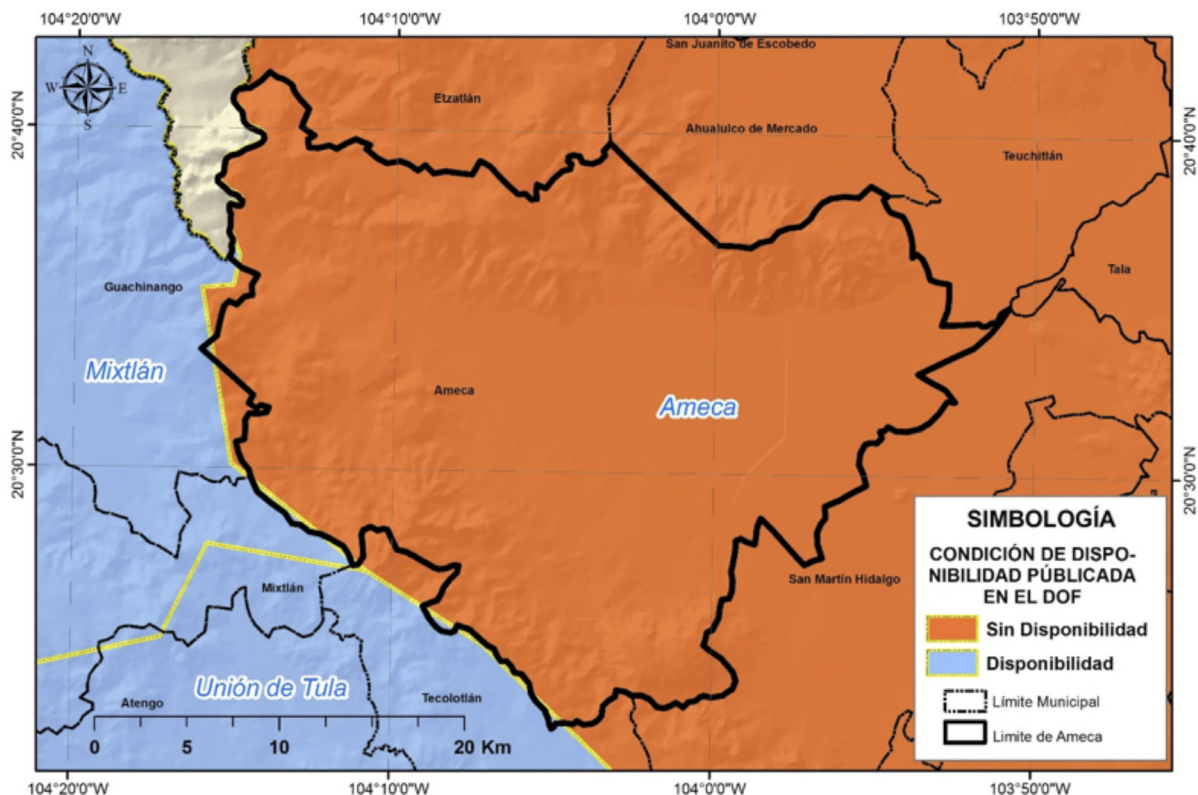 104°20'0"W
104°10'0"W
104°0'0"W
103°50'0"W
N
W
E
S
20°40'0"N
20°40'0"N
San Juanito de Escobedo
Etzatlán
Ahualulco de Mercado
Teuchitlán
Tala
Guachinango
Mixtlán
Ameca
Ameca
20°30'0"N
20°30'0"N
Mixtlán
San Martín Hidalgo
Unión de Tula
Atengo
Tecolotlán
0 5 10 20 Km
SIMBOLOGÍA
CONDICIÓN DE DISPO-
NIBILIDAD PÚBLICADA
EN EL DOF
Sin Disponibilidad
Disponibilidad
Límite Municipal
Limite de Ameca
104°20'0"W
104°10'0"W
104°0'0"W
103°50'0"W